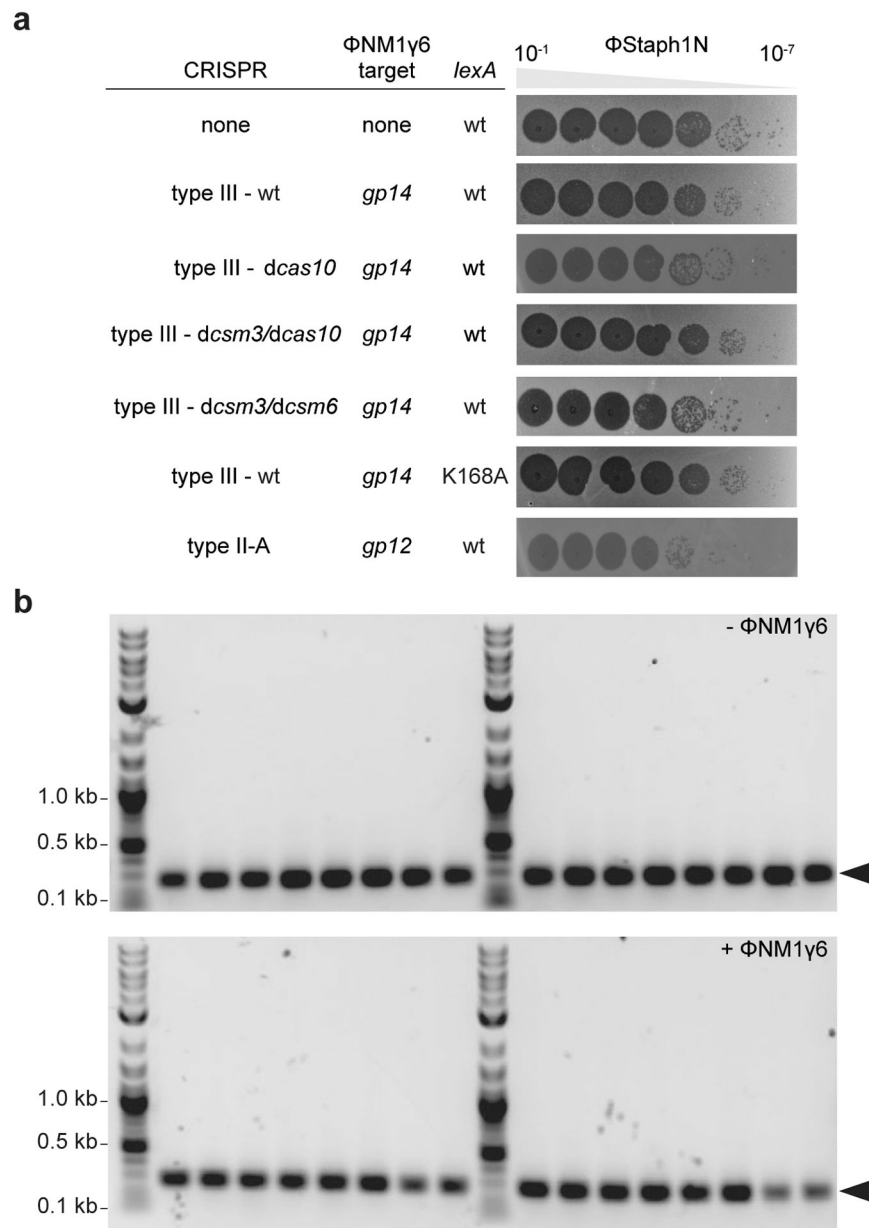 a
CRISPR ΦNM1γ6 target lexA 10-1 ΦStaph1N 10-7
none none wt
type III - wt gp14 wt
type III - dcas10 gp14 wt
type III - dcsm3/dcas10 gp14 wt
type III - dcsm3/dcsm6 gp14 wt
type III - wt gp14 K168A
type II-A gp12 wt
b
- ΦNM1γ6
1.0 kb
0.5 kb
0.1 kb
+ ΦNM1γ6
1.0 kb
0.5 kb
0.1 kb